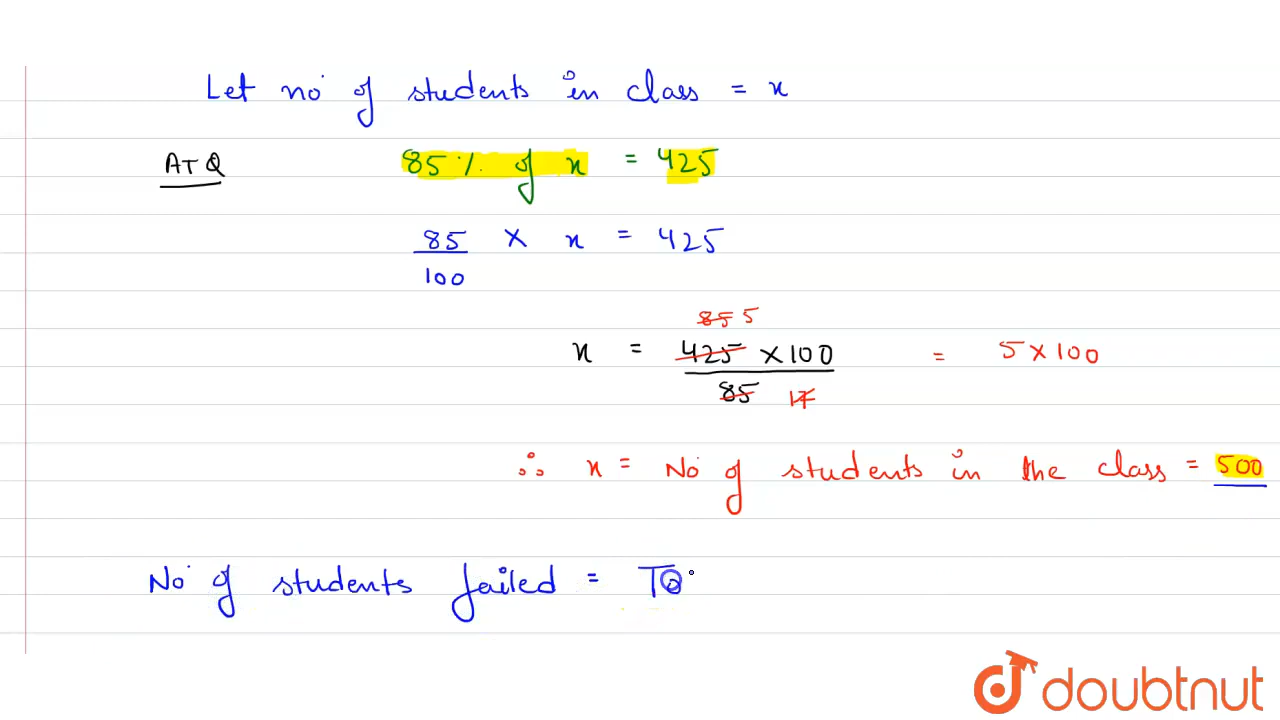 Let no of students in class = x
ATQ 85% of x = 425
85/100 × x = 425
x = 425 × 100 / 85 = 5 × 100
85 5
17
∴ x = No of students in the class = 500
No of students failed = To
doubtnut